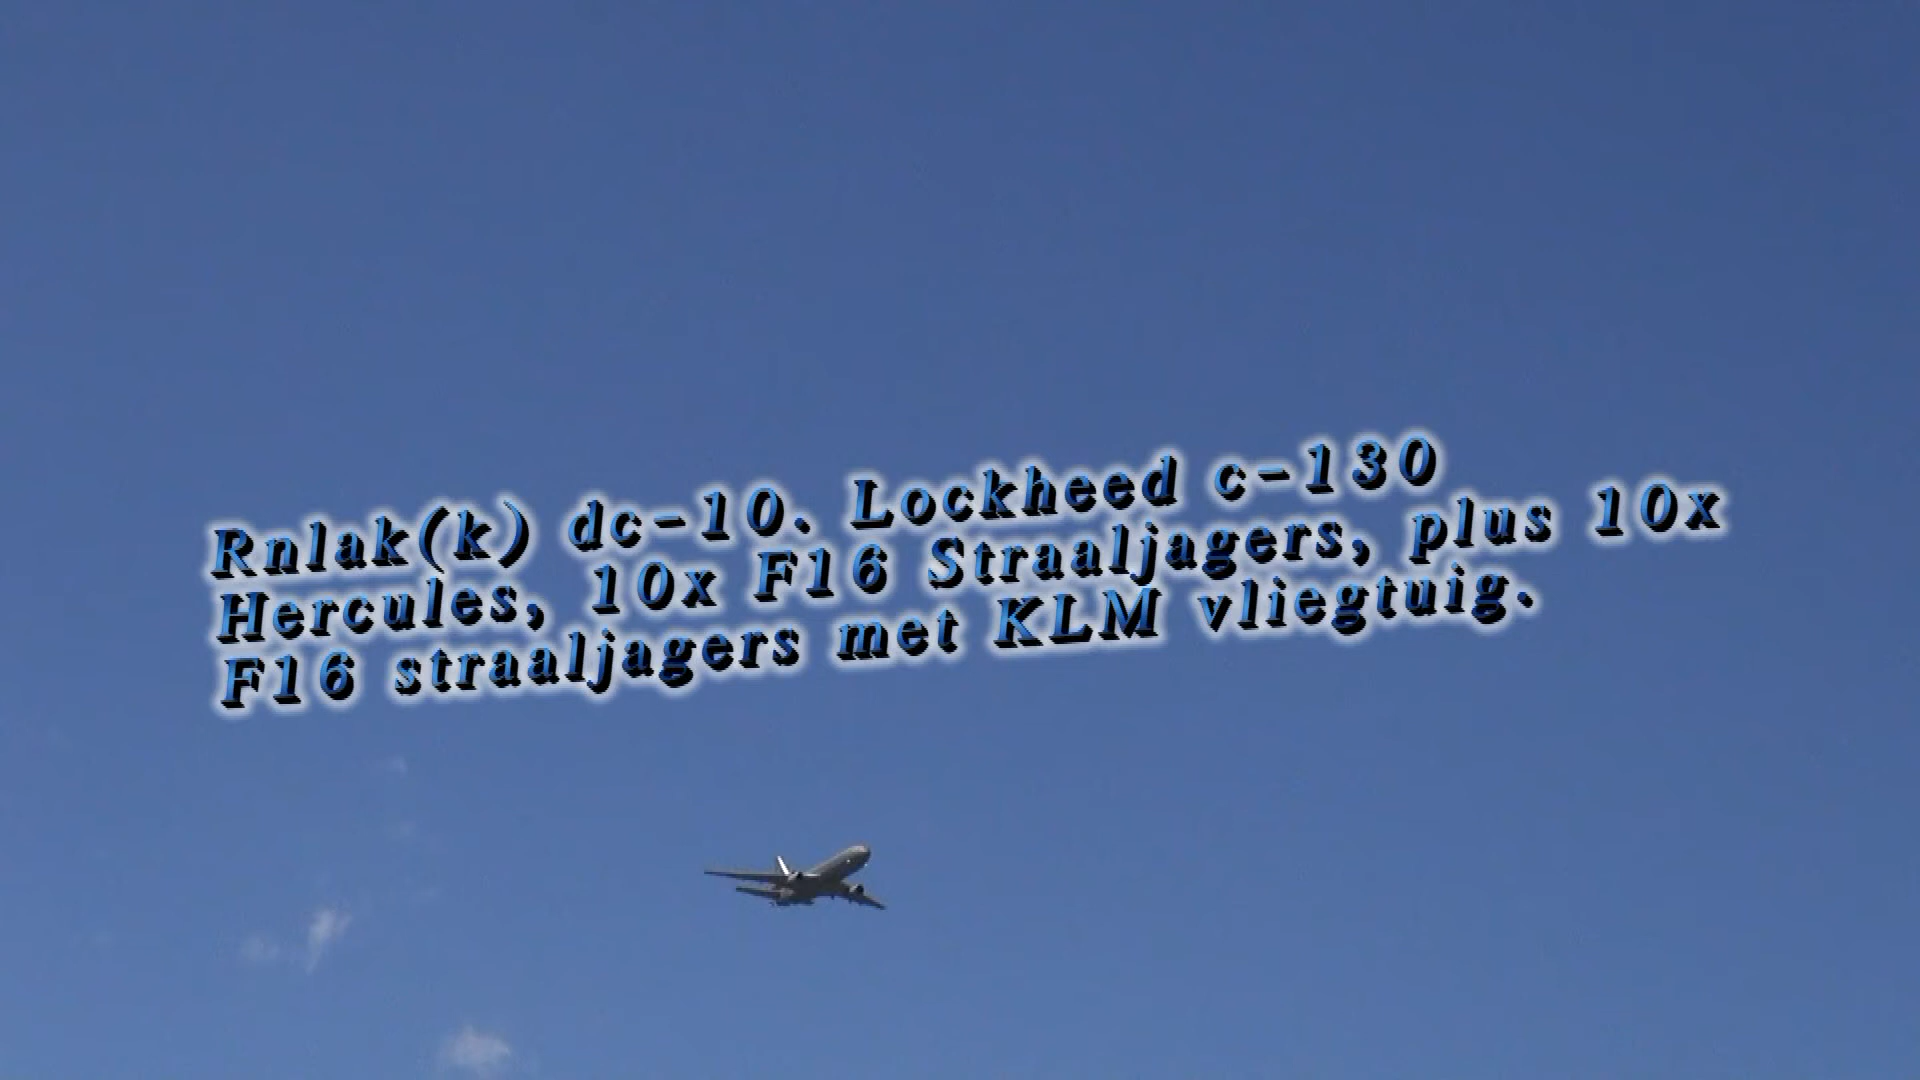 Rnlak(k) dc-10. Lockheed c-130
Hercules, 10x F16 Straaljagers, plus 10x
F16 straaljagers met KLM vliegtuig.